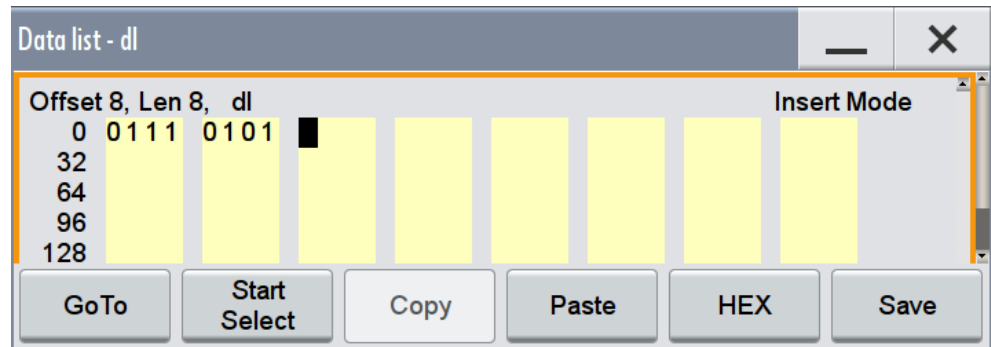 Data list - dl
Offset 8, Len 8, dl Insert Mode
0 0111 0101
32
64
96
128
GoTo Start Select Copy Paste HEX Save